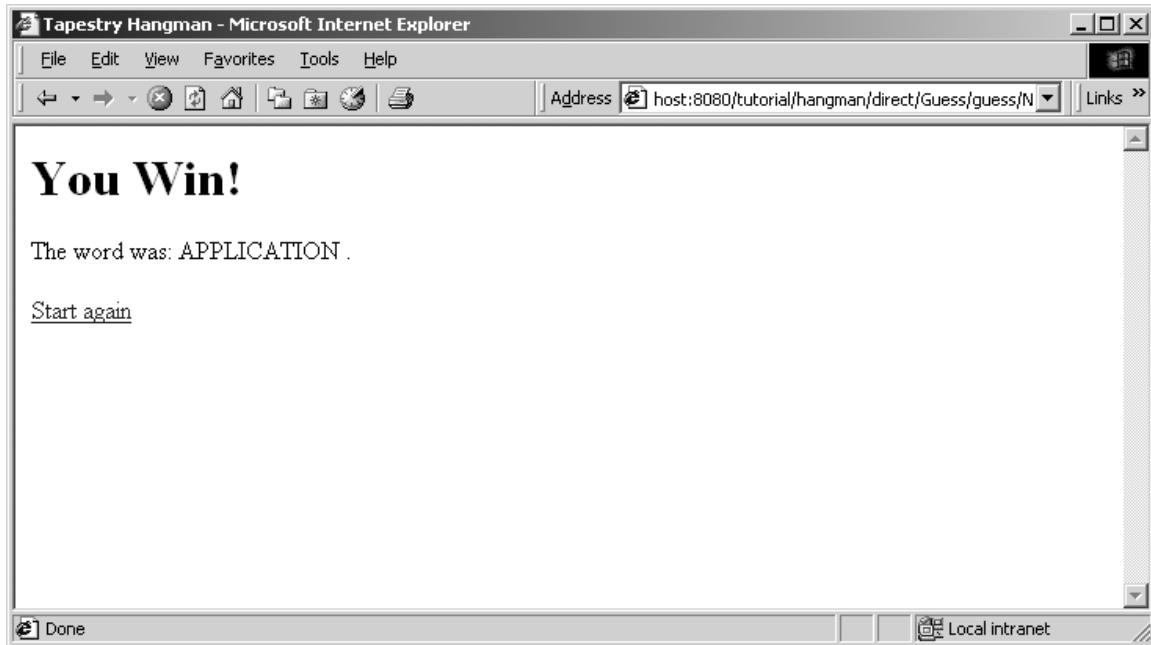 Tapestry Hangman - Microsoft Internet Explorer
File Edit View Favorites Tools Help
Address host:8080/tutorial/hangman/direct/Guess/guess/N Links »
You Win!
The word was: APPLICATION .
Start again
Done Local intranet